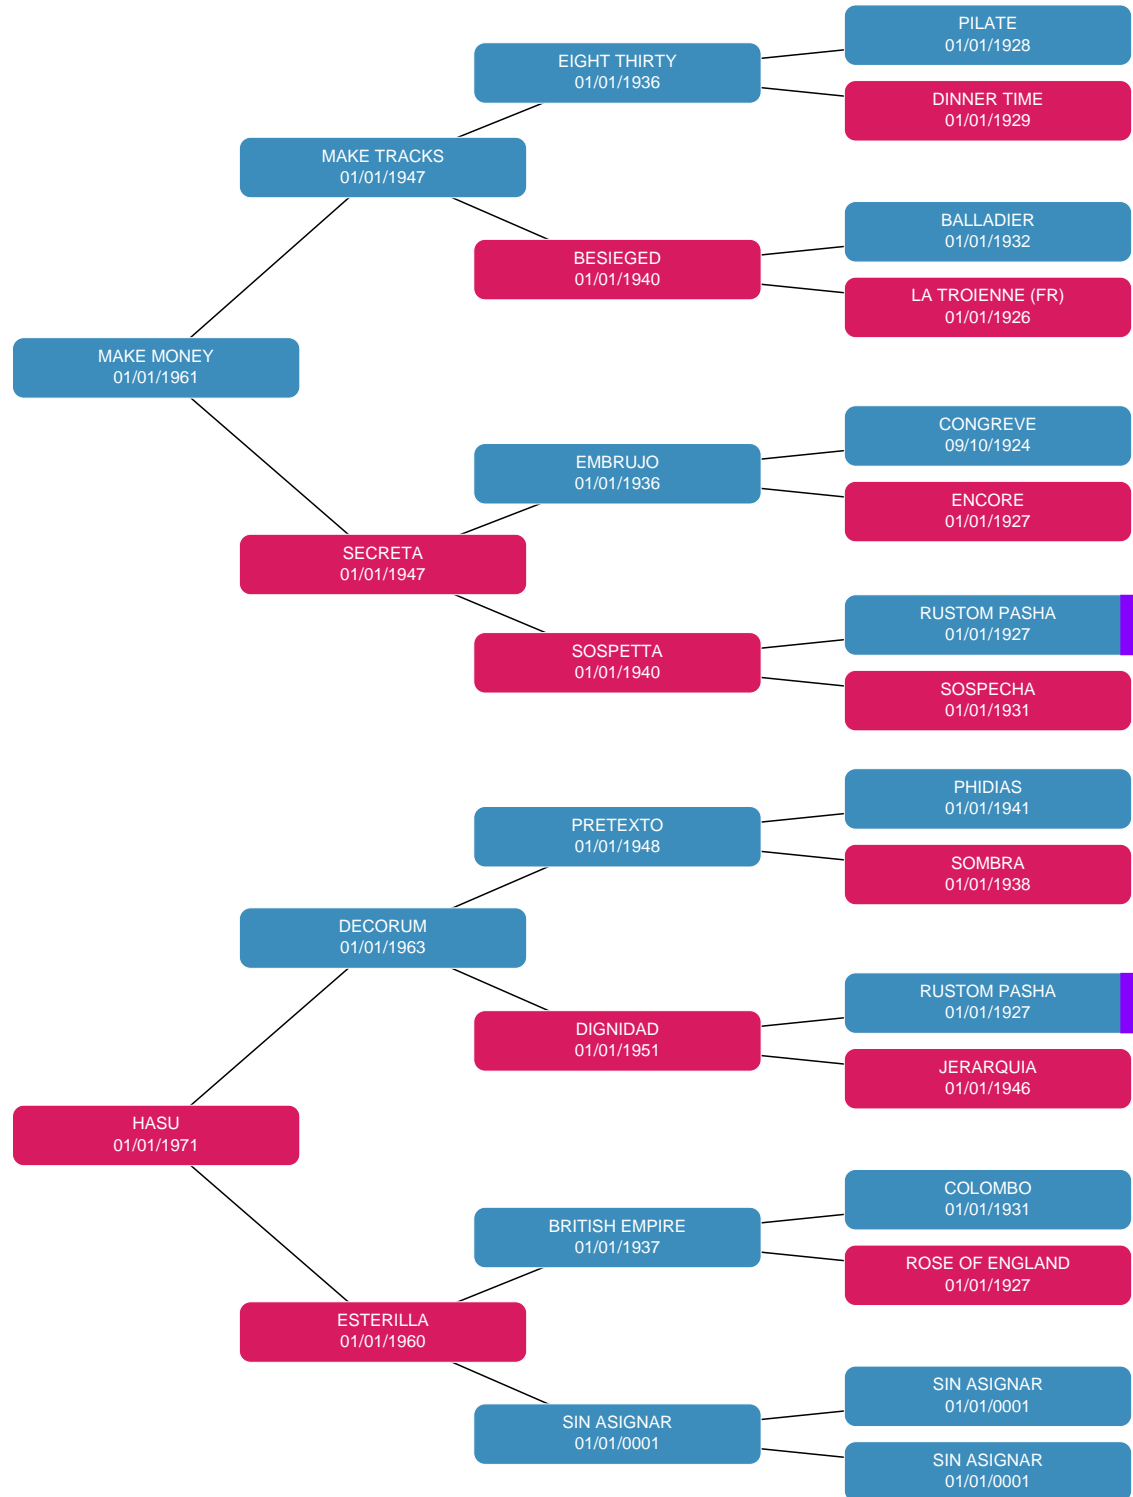 PILATE
01/01/1928
EIGHT THIRTY
01/01/1936
DINNER TIME
01/01/1929
MAKE TRACKS
01/01/1947
BALLADIER
01/01/1932
BESIEGED
01/01/1940
LA TROIENNE (FR)
01/01/1926
MAKE MONEY
01/01/1961
CONGREVE
09/10/1924
EMBRUJO
01/01/1936
ENCORE
01/01/1927
SECRETA
01/01/1947
RUSTOM PASHA
01/01/1927
SOSPETTA
01/01/1940
SOSPECHA
01/01/1931
PHIDIAS
01/01/1941
PRETEXTO
01/01/1948
SOMBRA
01/01/1938
DECORUM
01/01/1963
RUSTOM PASHA
01/01/1927
DIGNIDAD
01/01/1951
JERARQUIA
01/01/1946
HASU
01/01/1971
COLOMBO
01/01/1931
BRITISH EMPIRE
01/01/1937
ROSE OF ENGLAND
01/01/1927
ESTERILLA
01/01/1960
SIN ASIGNAR
01/01/0001
SIN ASIGNAR
01/01/0001
SIN ASIGNAR
01/01/0001